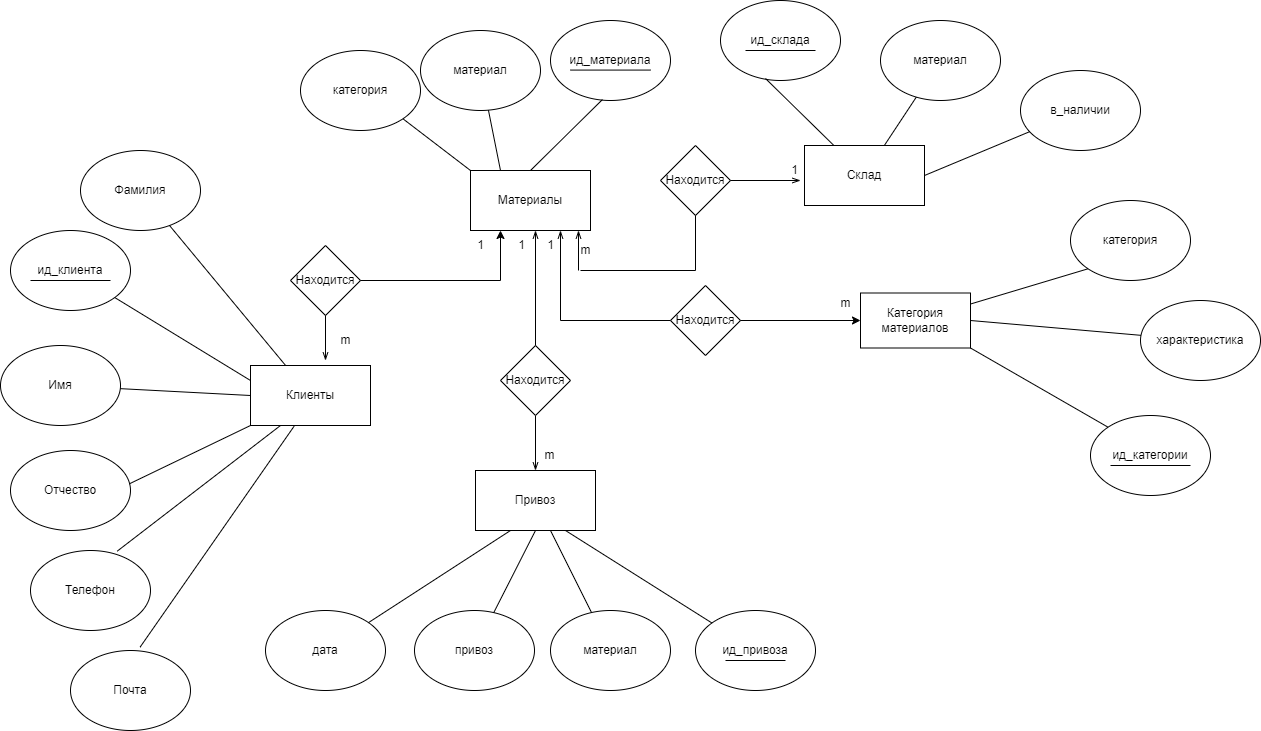 ид_склада
материал
в_наличии
ид_материала
материал
категория
Материалы
Находится
1
Склад
Фамилия
ид_клиента
Имя
Отчество
Телефон
Почта
Клиенты
Находится
1
m
1
1
m
Находится
m
Категория
материалов
категория
характеристика
ид_категории
Находится
m
Привоз
дата
привоз
материал
ид_привоза